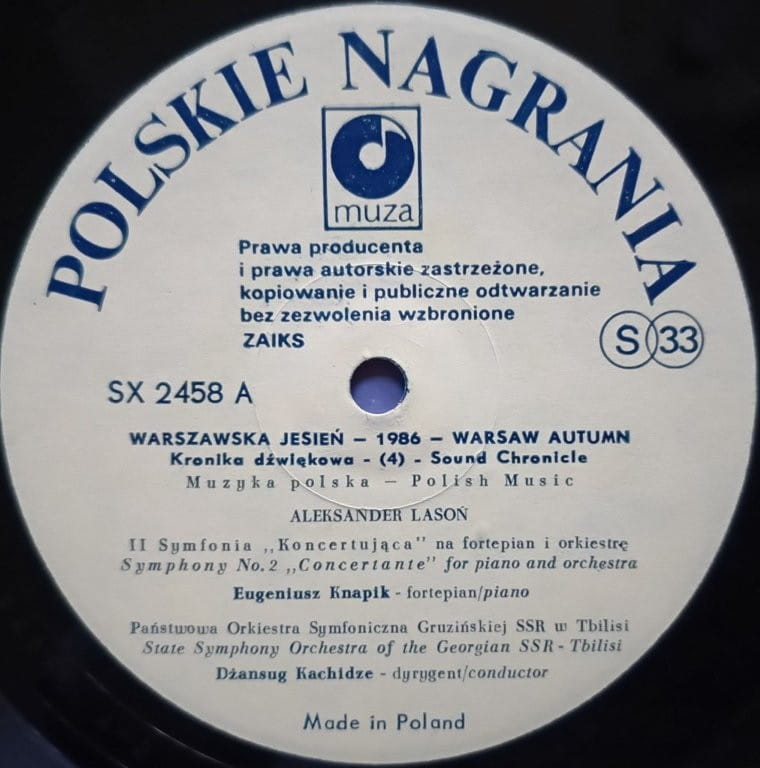 POLSKIE NAGRANIA
muza
Prawa producenta
i prawa autorskie zastrzeżone,
kopiowanie i publiczne odtwarzanie
bez zezwolenia wzbronione
ZAIKS
S 33
SX 2458 A
WARSZAWSKA JESIEŃ – 1986 – WARSAW AUTUMN
Kronika dźwiękowa - (4) - Sound Chronicle
Muzyka polska – Polish Music
ALEKSANDER LASOŃ
II Symfonia „Koncertująca" na fortepian i orkiestrę
Symphony No. 2 „Concertante" for piano and orchestra
Eugeniusz Knapik - fortepian/piano
Państwowa Orkiestra Symfoniczna Gruzińskiej SSR w Tbilisi
State Symphony Orchestra of the Georgian SSR - Tbilisi
Dżansug Kachidze - dyrygent/conductor
Made in Poland